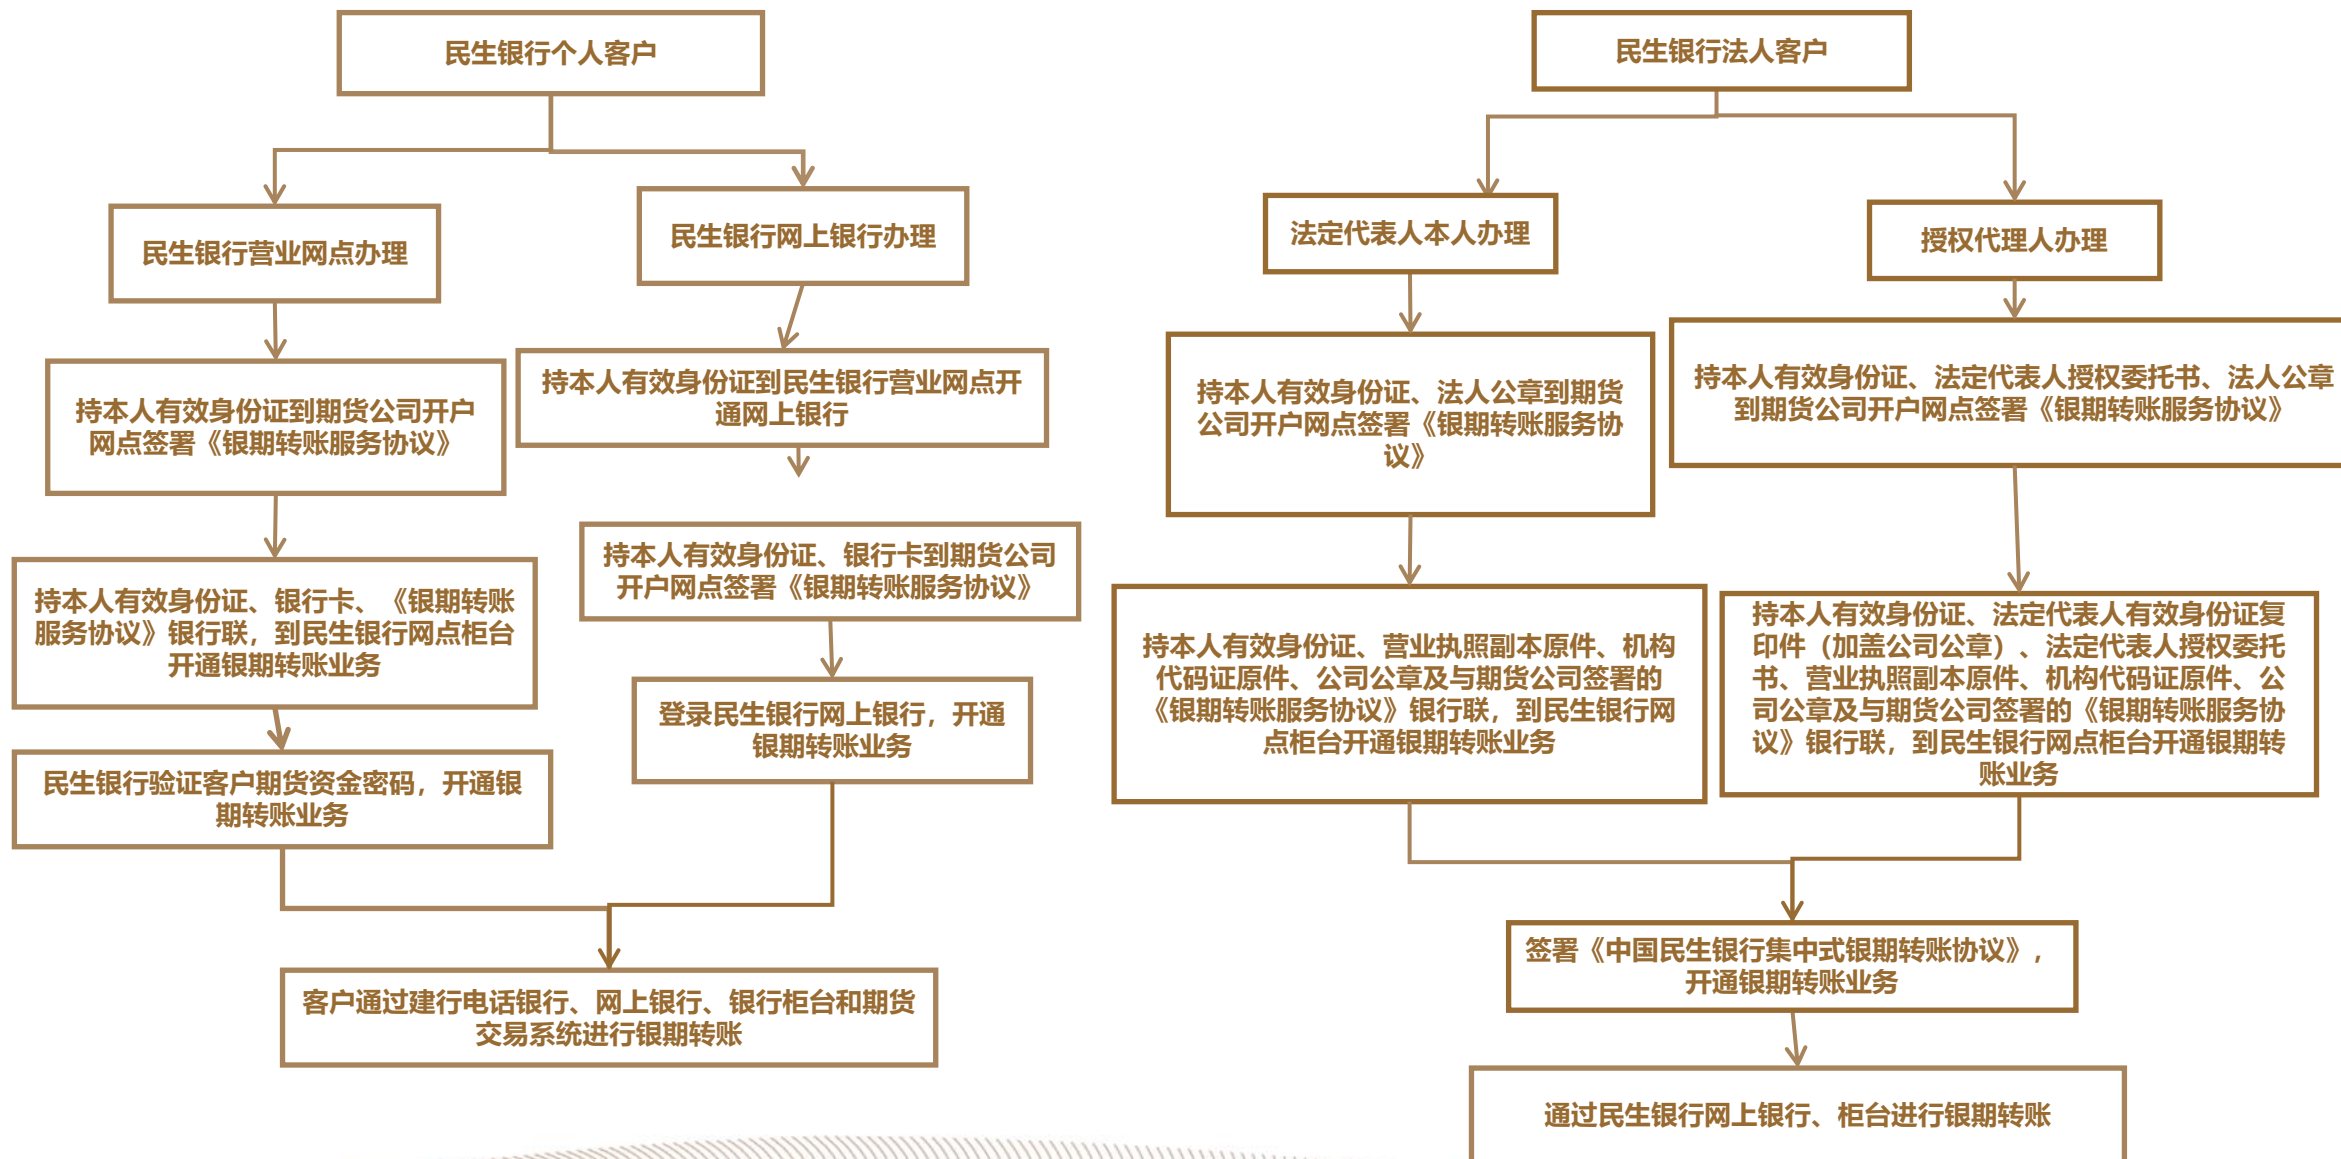 民生银行个人客户
民生银行营业网点办理
民生银行网上银行办理
持本人有效身份证到期货公司开户
网点签署《银期转账服务协议》
持本人有效身份证到民生银行营业网点开
通网上银行
持本人有效身份证、银行卡、《银期转账
服务协议》银行联，到民生银行网点柜台
开通银期转账业务
持本人有效身份证、银行卡到期货公司
开户网点签署《银期转账服务协议》
民生银行验证客户期货资金密码，开通银
期转账业务
登录民生银行网上银行，开通
银期转账业务
客户通过建行电话银行、网上银行、银行柜台和期货
交易系统进行银期转账
民生银行法人客户
法定代表人本人办理
授权代理人办理
持本人有效身份证、法人公章到期货
公司开户网点签署《银期转账服务协
议》
持本人有效身份证、法定代表人授权委托书、法人公章
到期货公司开户网点签署《银期转账服务协议》
持本人有效身份证、营业执照副本原件、机构
代码证原件、公司公章及与期货公司签署的
《银期转账服务协议》银行联，到民生银行网
点柜台开通银期转账业务
持本人有效身份证、法定代表人有效身份证复
印件（加盖公司公章）、法定代表人授权委托
书、营业执照副本原件、机构代码证原件、公
司公章及与期货公司签署的《银期转账服务协
议》银行联，到民生银行网点柜台开通银期转
账业务
签署《中国民生银行集中式银期转账协议》，
开通银期转账业务
通过民生银行网上银行、柜台进行银期转账